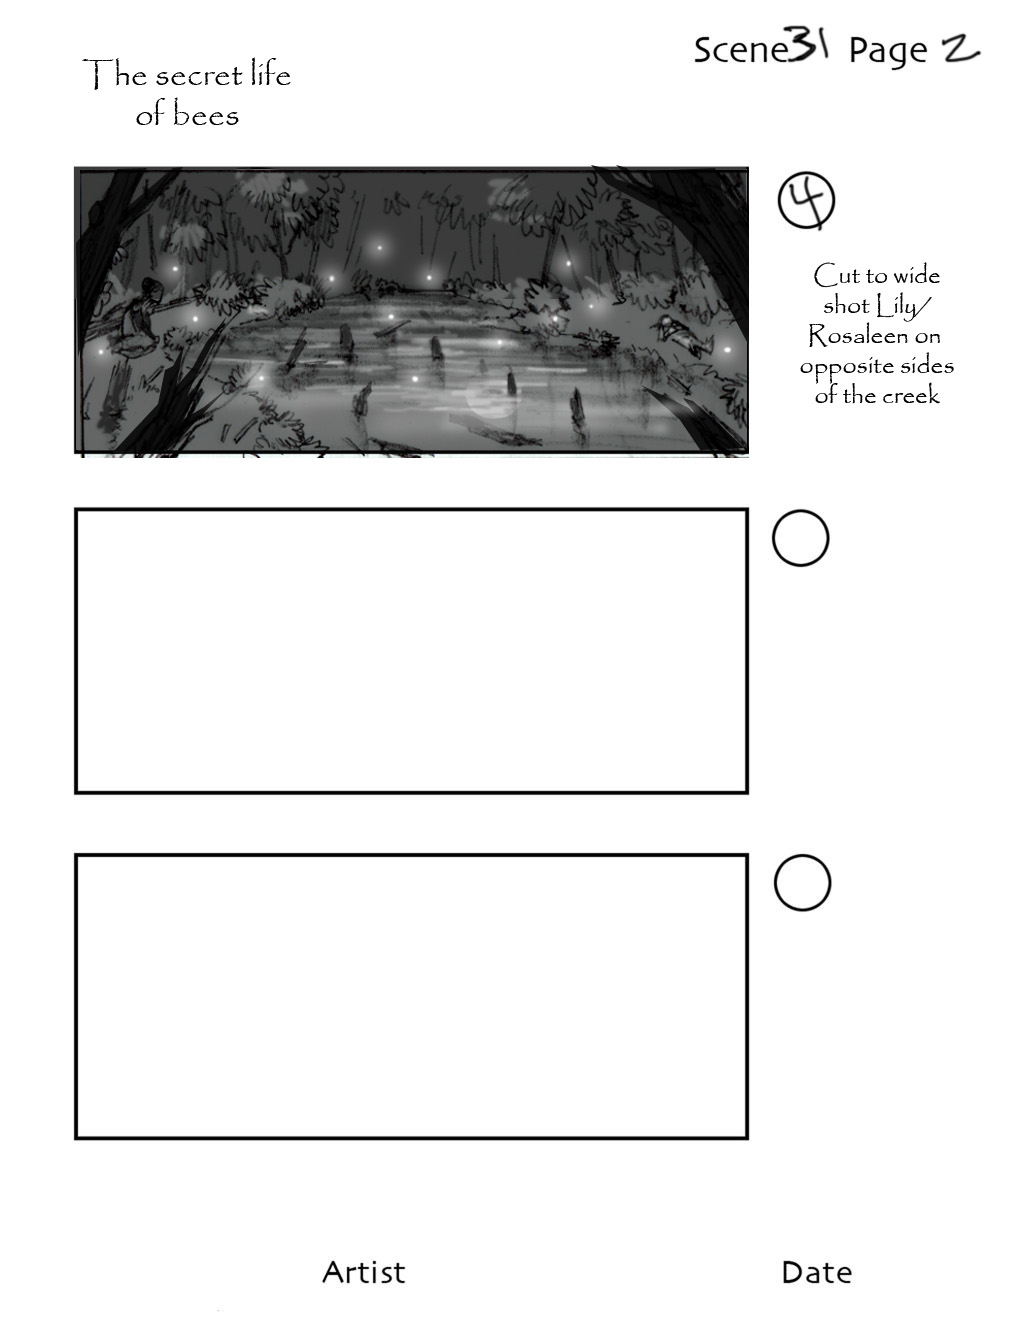 Scene 31 Page 2
The secret life
of bees
4
Cut to wide
shot Lily/
Rosaleen on
opposite sides
of the creek
Artist
Date